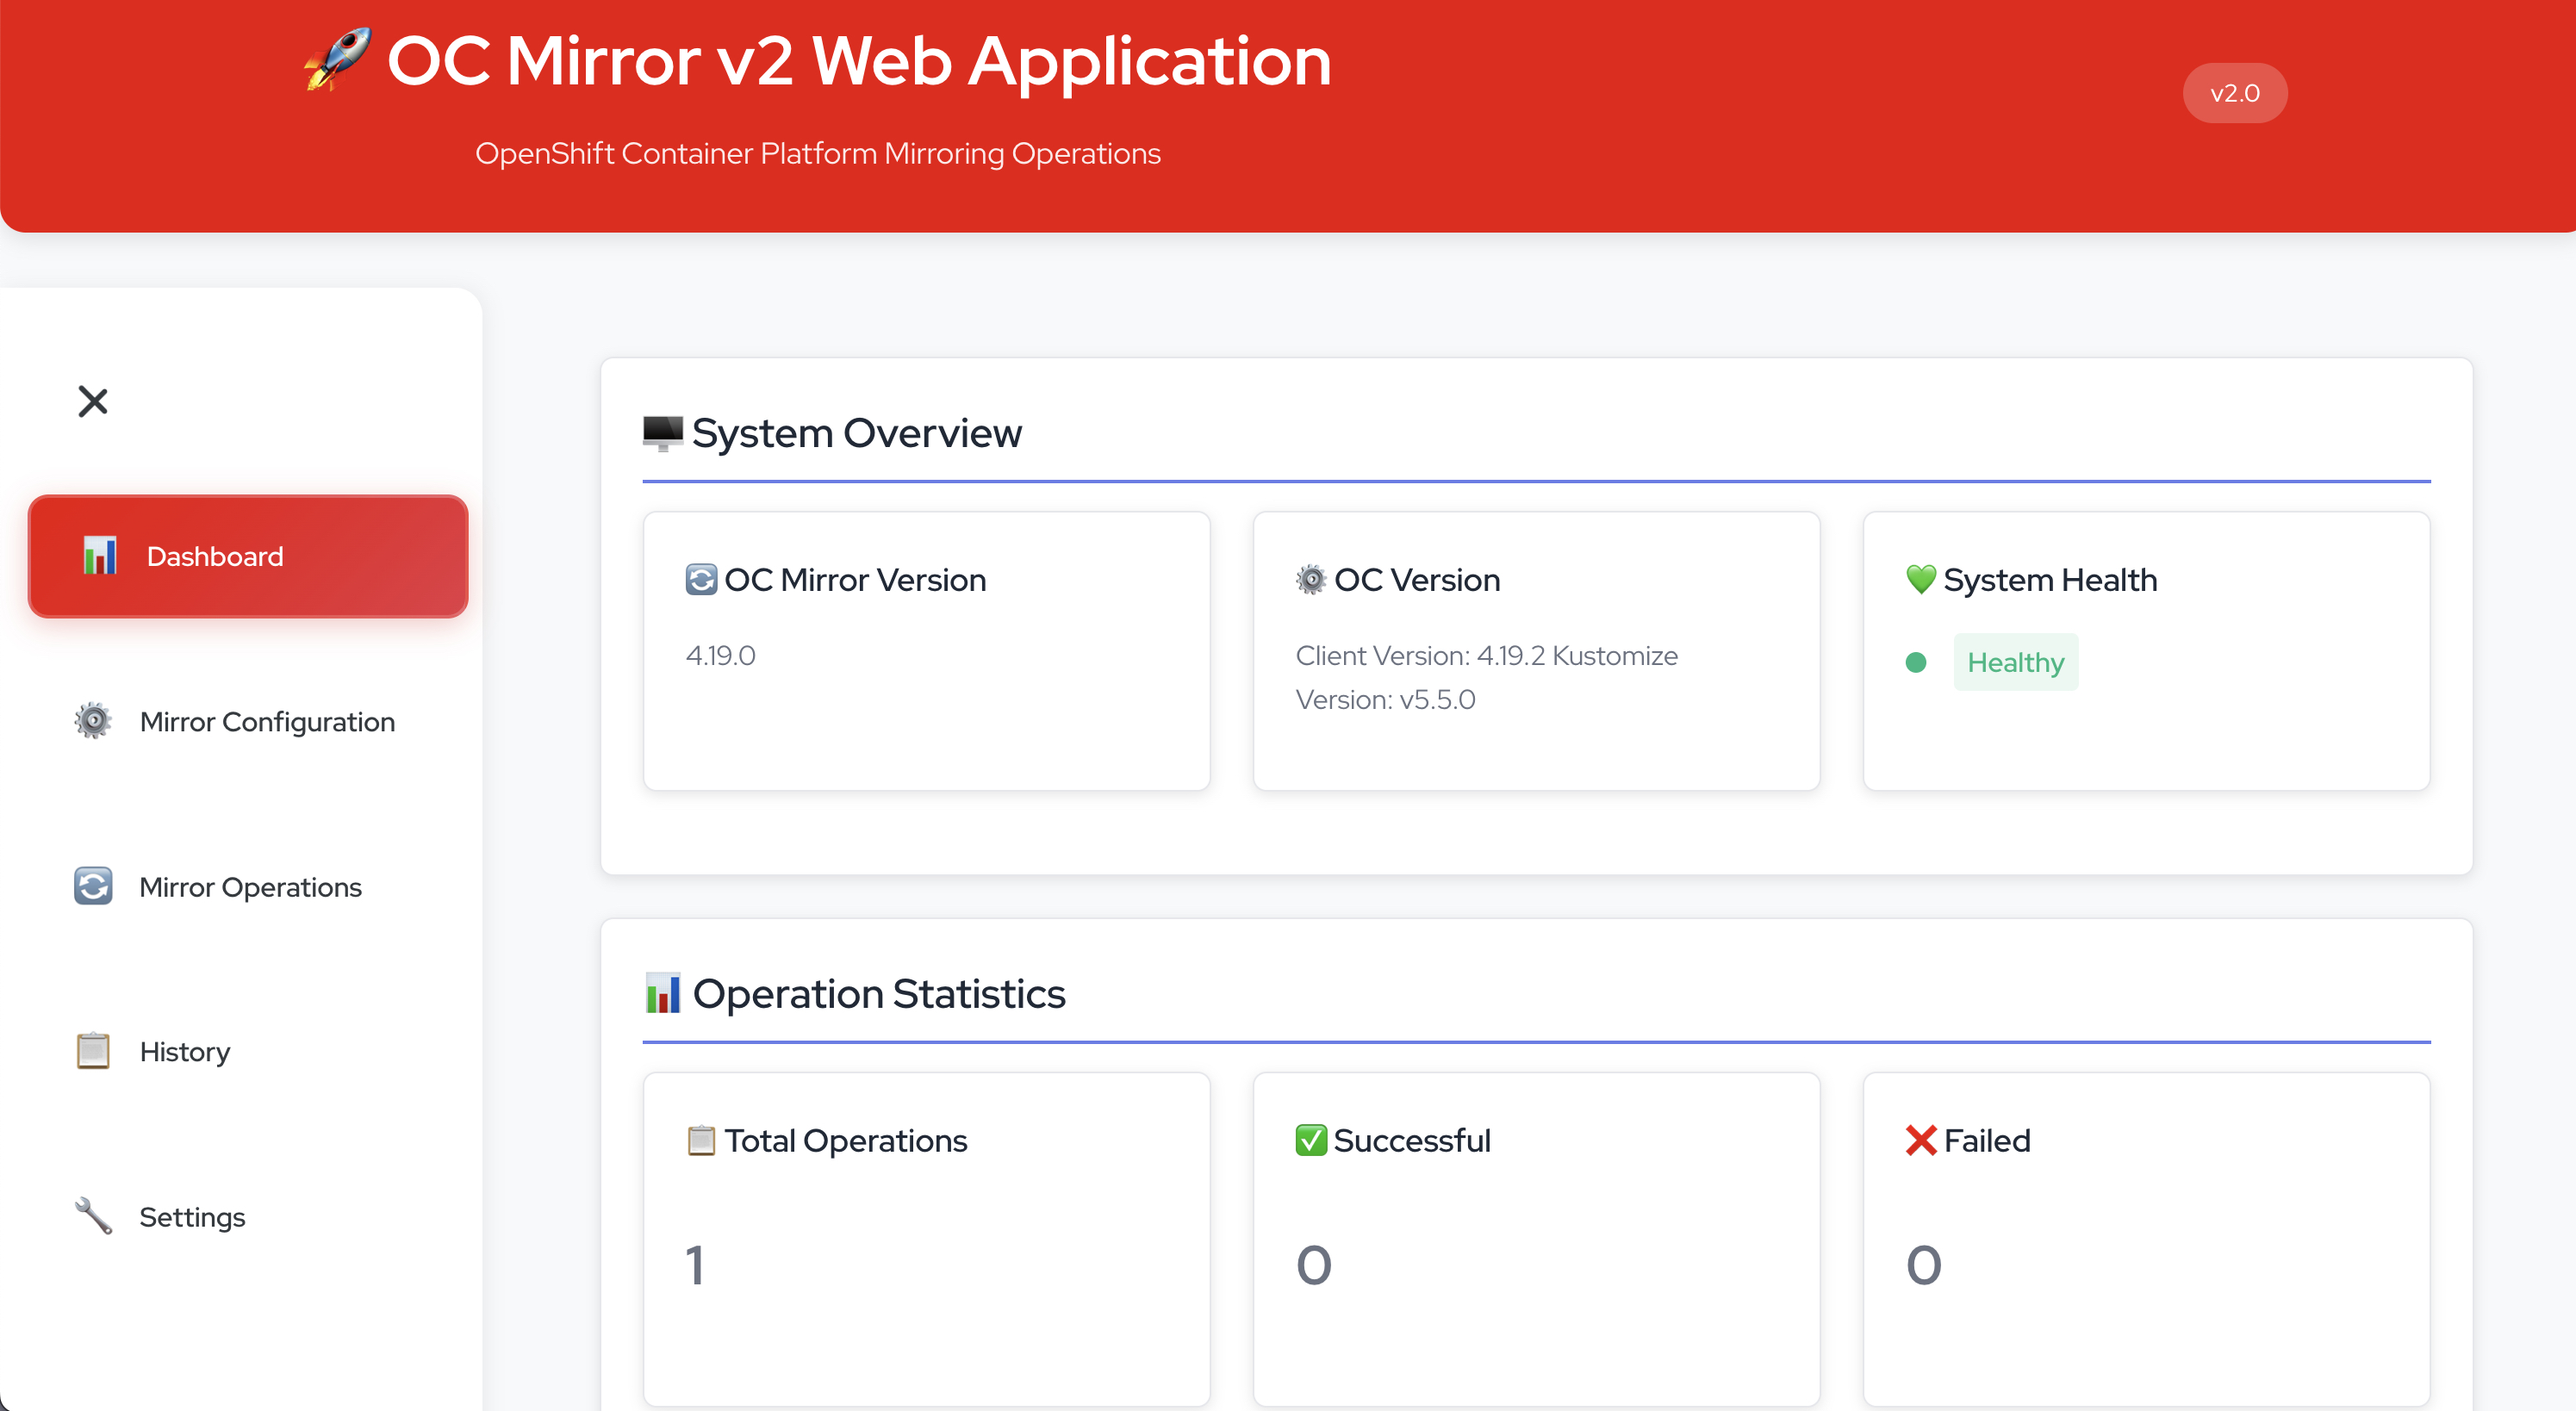 OC Mirror v2 Web Application
OpenShift Container Platform Mirroring Operations
v2.0
Dashboard
Mirror Configuration
Mirror Operations
History
Settings
System Overview
OC Mirror Version
4.19.0
OC Version
Client Version: 4.19.2 Kustomize
Version: v5.5.0
System Health
Healthy
Operation Statistics
Total Operations
1
Successful
0
Failed
0